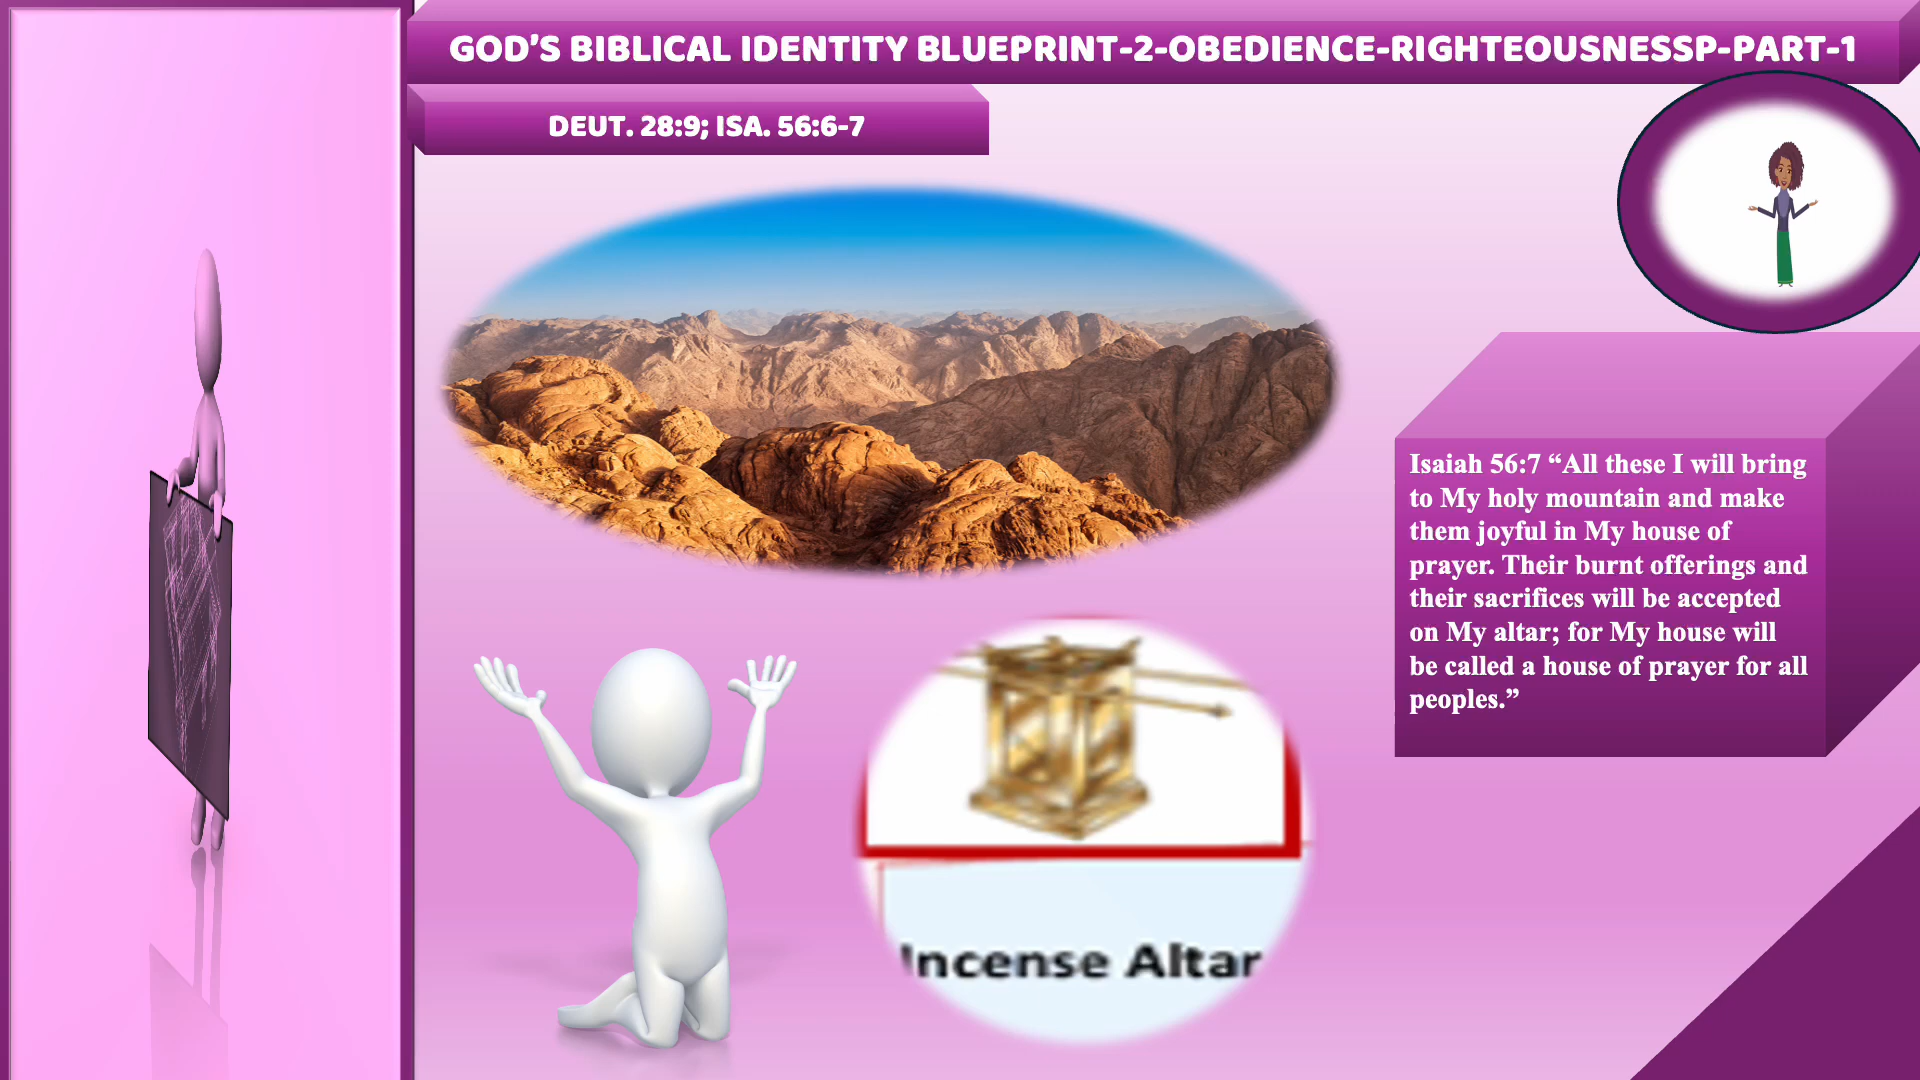 GOD’S BIBLICAL IDENTITY BLUEPRINT-2-OBEDIENCE-RIGHTEOUSNESSP-PART-1
DEUT. 28:9; ISA. 56:6-7
Isaiah 56:7 “All these I will bring
to My holy mountain and make
them joyful in My house of
prayer. Their burnt offerings and
their sacrifices will be accepted
on My altar; for My house will
be called a house of prayer for all
peoples.”
Incense Altar